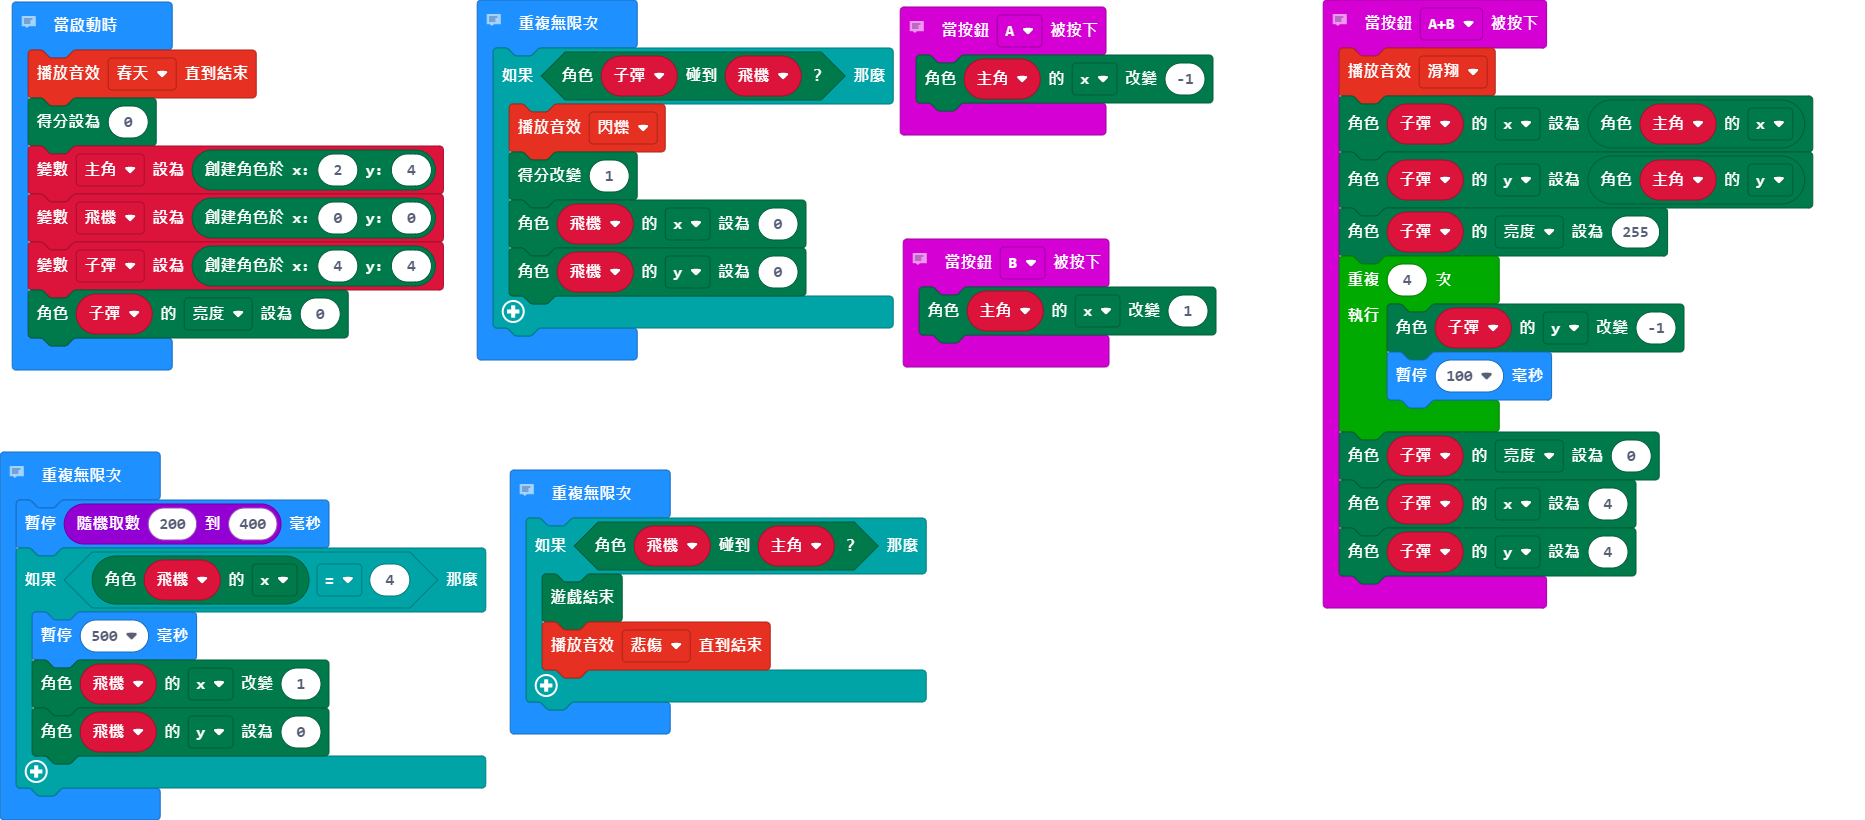 當啟動時
播放音效 春天 直到結束
得分設為 0
變數 主角 設為 創建角色於 x: 2 y: 4
變數 飛機 設為 創建角色於 x: 0 y: 0
變數 子彈 設為 創建角色於 x: 4 y: 4
角色 子彈 的 亮度 設為 0
重複無限次
如果 角色 子彈 碰到 飛機 ? 那麼
播放音效 閃爍
得分改變 1
角色 飛機 的 x 設為 0
角色 飛機 的 y 設為 0
當按鈕 A 被按下
角色 主角 的 x 改變 -1
當按鈕 B 被按下
角色 主角 的 x 改變 1
當按鈕 A+B 被按下
播放音效 滑翔
角色 子彈 的 x 設為 角色 主角 的 x
角色 子彈 的 y 設為 角色 主角 的 y
角色 子彈 的 亮度 設為 255
重複 4 次
執行
角色 子彈 的 y 改變 -1
暫停 100 毫秒
角色 子彈 的 亮度 設為 0
角色 子彈 的 x 設為 4
角色 子彈 的 y 設為 4
重複無限次
暫停 隨機取數 200 到 400 毫秒
如果 角色 飛機 的 x = 4 那麼
暫停 500 毫秒
角色 飛機 的 x 改變 1
角色 飛機 的 y 設為 0
重複無限次
如果 角色 飛機 碰到 主角 ? 那麼
遊戲結束
播放音效 悲傷 直到結束